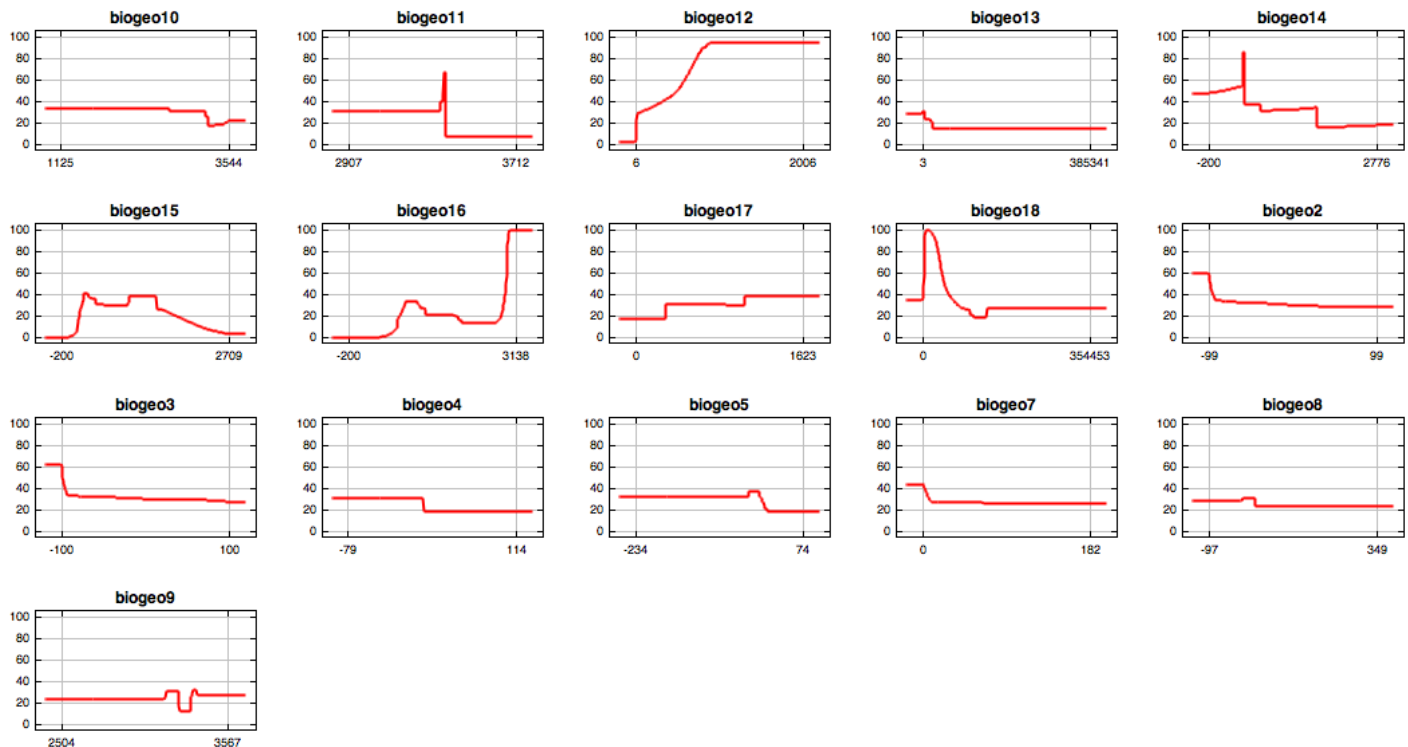 biogeo10 biogeo11 biogeo12 biogeo13 biogeo14
100 100 100 100 100
80 80 80 80 80
60 60 60 60 60
40 40 40 40 40
20 20 20 20 20
0 0 0 0 0
1125 3544 2907 3712 6 2006 3 385341 -200 2776
biogeo15 biogeo16 biogeo17 biogeo18 biogeo2
100 100 100 100 100
80 80 80 80 80
60 60 60 60 60
40 40 40 40 40
20 20 20 20 20
0 0 0 0 0
-200 2709 -200 3138 0 1623 0 354453 -99 99
biogeo3 biogeo4 biogeo5 biogeo7 biogeo8
100 100 100 100 100
80 80 80 80 80
60 60 60 60 60
40 40 40 40 40
20 20 20 20 20
0 0 0 0 0
-100 100 -79 114 -234 74 0 182 -97 349
biogeo9
100
80
60
40
20
0
2504 3567